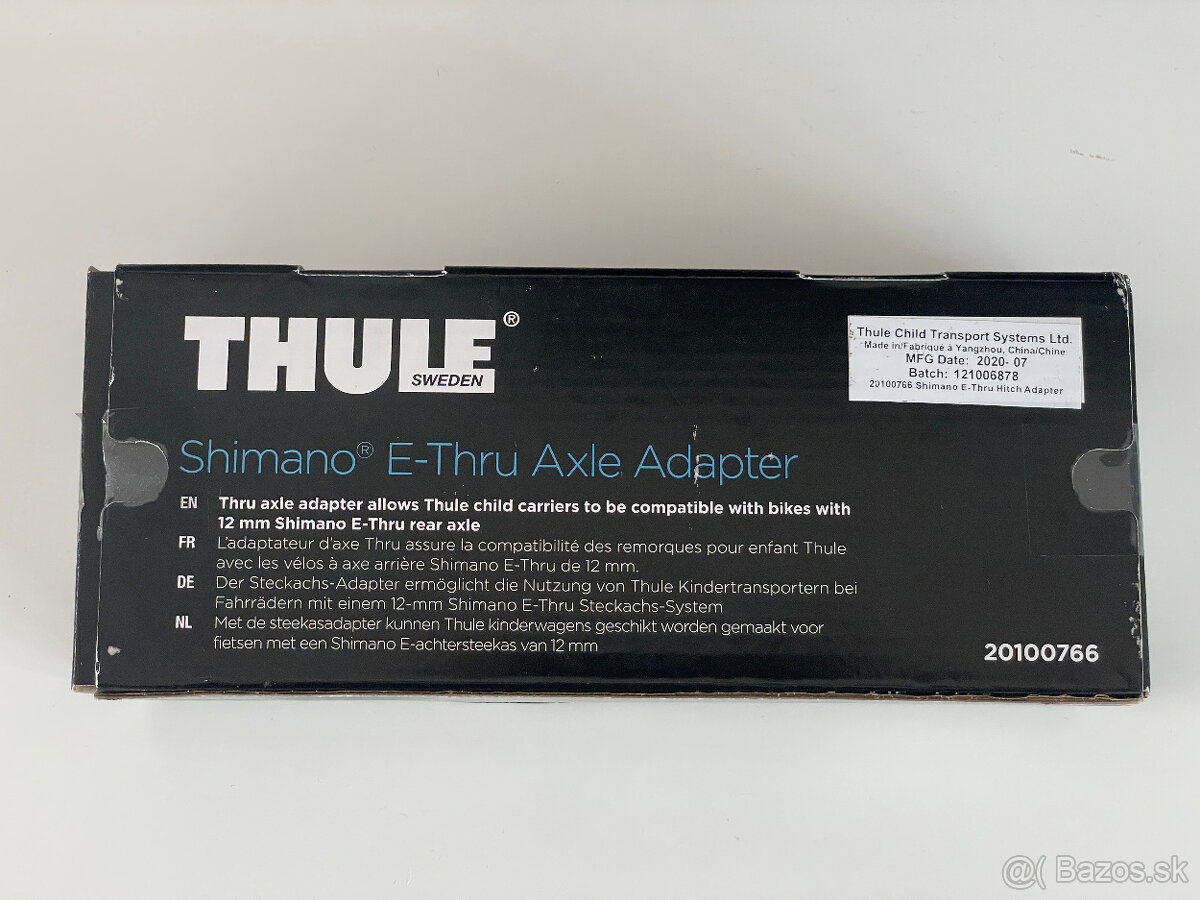 THULE®
SWEDEN
Thule Child Transport Systems Ltd.
Made in/Fabriqué à Yangzhou, China/Chine
MFG Date: 2020- 07
Batch: 121006878
20100766 Shimano E-Thru Hitch Adapter
Shimano® E-Thru Axle Adapter
EN Thru axle adapter allows Thule child carriers to be compatible with bikes with
12 mm Shimano E-Thru rear axle
FR L'adaptateur d'axe Thru assure la compatibilité des remorques pour enfant Thule
avec les vélos à axe arrière Shimano E-Thru de 12 mm.
DE Der Steckachs-Adapter ermöglicht die Nutzung von Thule Kindertransportern bei
Fahrrädern mit einem 12-mm Shimano E-Thru Steckachs-System
NL Met de steekasadapter kunnen Thule kinderwagens geschikt worden gemaakt voor
fietsen met een Shimano E-achtersteekas van 12 mm
20100766
@( Bazos.sk